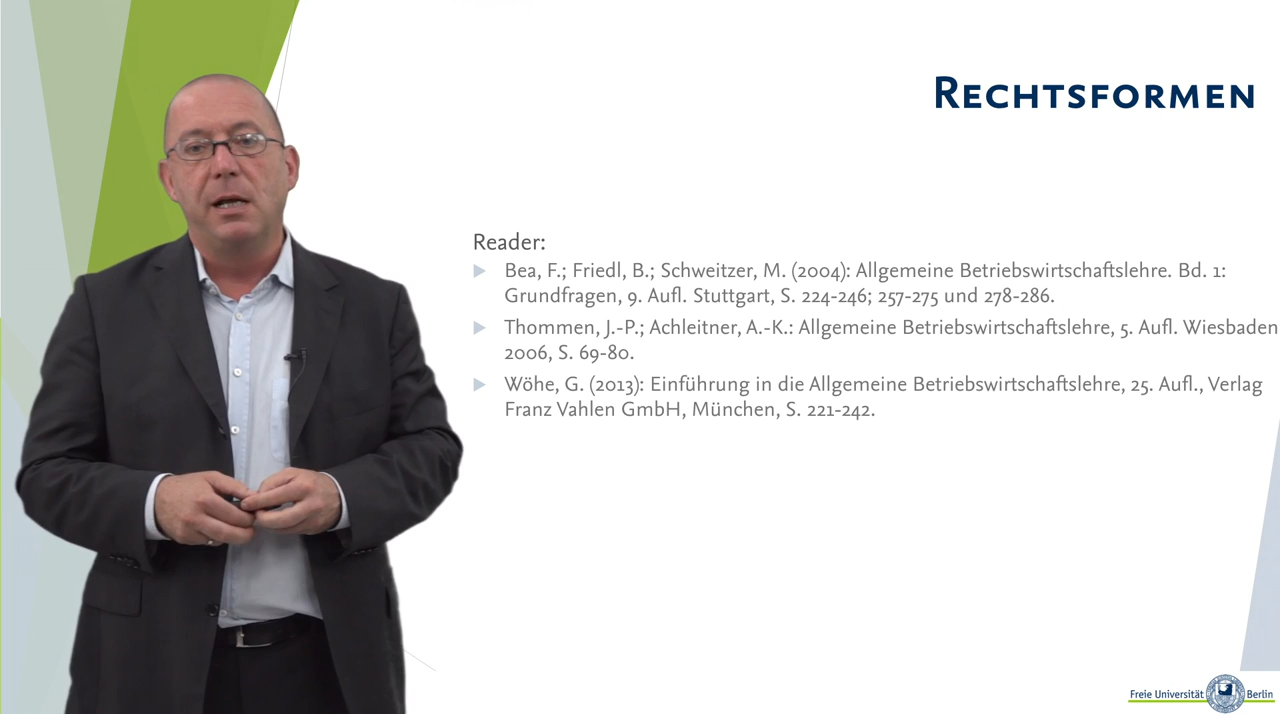 Rechtsformen
Reader:
Bea, F.; Friedl, B.; Schweitzer, M. (2004): Allgemeine Betriebswirtschaftslehre. Bd. 1:
Grundfragen, 9. Aufl. Stuttgart, S. 224-246; 257-275 und 278-286.
Thommen, J.-P.; Achleitner, A.-K.: Allgemeine Betriebswirtschaftslehre, 5. Aufl. Wiesbaden
2006, S. 69-80.
Wöhe, G. (2013): Einführung in die Allgemeine Betriebswirtschaftslehre, 25. Aufl., Verlag
Franz Vahlen GmbH, München, S. 221-242.
Freie Universität Berlin